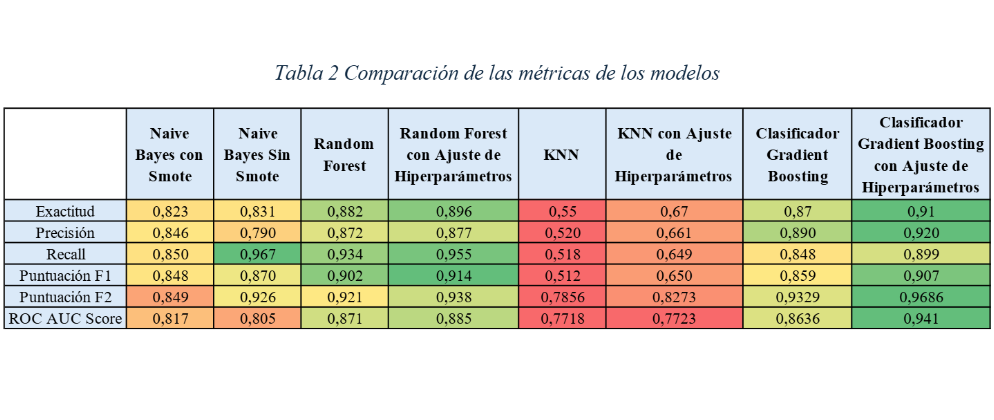 Tabla 2 Comparación de las métricas de los modelos
Naive Bayes con Smote | Naive Bayes Sin Smote | Random Forest | Random Forest con Ajuste de Hiperparámetros | KNN | KNN con Ajuste de Hiperparámetros | Clasificador Gradient Boosting | Clasificador Gradient Boosting con Ajuste de Hiperparámetros
Exactitud | 0,823 | 0,831 | 0,882 | 0,896 | 0,55 | 0,67 | 0,87 | 0,91
Precisión | 0,846 | 0,790 | 0,872 | 0,877 | 0,520 | 0,661 | 0,890 | 0,920
Recall | 0,850 | 0,967 | 0,934 | 0,955 | 0,518 | 0,649 | 0,848 | 0,899
Puntuación F1 | 0,848 | 0,870 | 0,902 | 0,914 | 0,512 | 0,650 | 0,859 | 0,907
Puntuación F2 | 0,849 | 0,926 | 0,921 | 0,938 | 0,7856 | 0,8273 | 0,9329 | 0,9686
ROC AUC Score | 0,817 | 0,805 | 0,871 | 0,885 | 0,7718 | 0,7723 | 0,8636 | 0,941